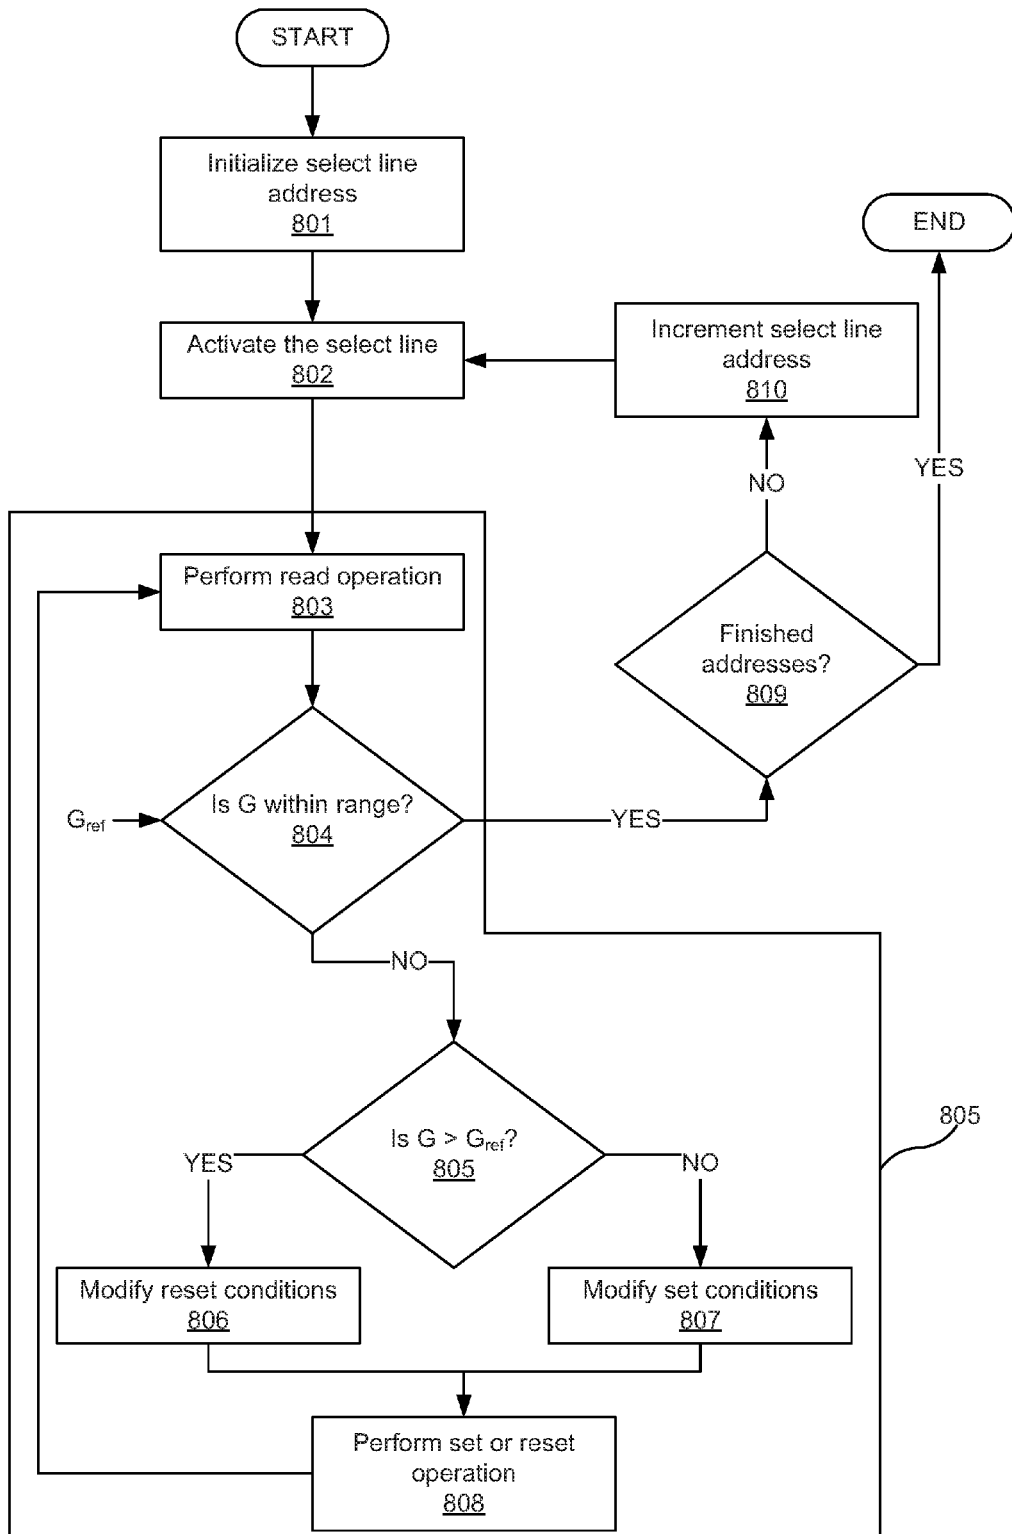 START
Initialize select line
address
801
END
Activate the select line
802
Increment select line
address
810
NO
YES
Perform read operation
803
Finished
addresses?
809
G_ref
Is G within range?
804
YES
NO
805
Is G > G_ref?
805
YES
NO
Modify reset conditions
806
Modify set conditions
807
Perform set or reset
operation
808